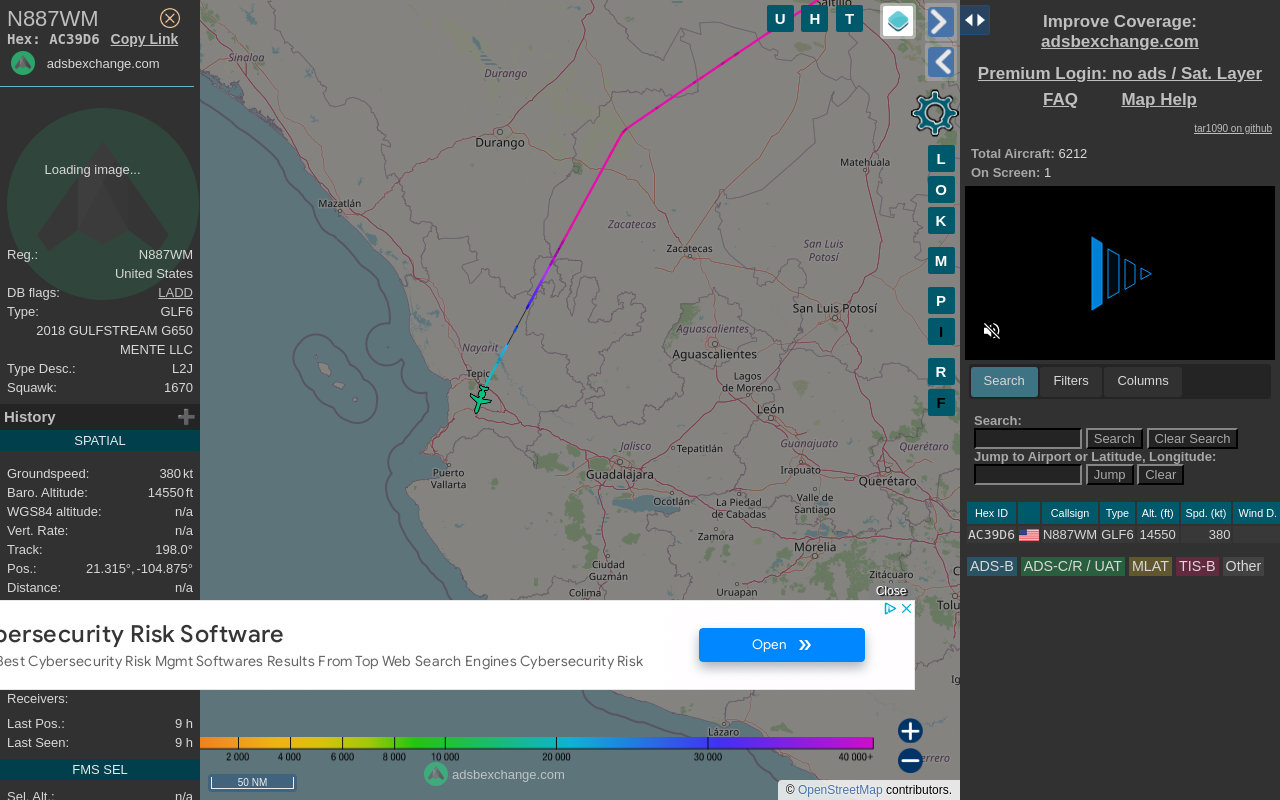 N887WM
Hex: AC39D6 Copy Link
adsbexchange.com
Loading image...
Reg.: N887WM
United States
DB flags: LADD
Type: GLF6
2018 GULFSTREAM G650
MENTE LLC
Type Desc.: L2J
Squawk: 1670
History
SPATIAL
Groundspeed: 380 kt
Baro. Altitude: 14550 ft
WGS84 altitude: n/a
Vert. Rate: n/a
Track: 198.0°
Pos.: 21.315°, -104.875°
Distance: n/a
Receivers:
Last Pos.: 9 h
Last Seen: 9 h
FMS SEL
Sel. Alt.: n/a
Saltillo
Sinaloa
Durango
Durango
Matehuala
Mazatlán
Zacatecas
Zacatecas
San Luis
Potosí
San Luis Potosí
Aguascalientes
Nayarit
Aguascalientes
Tepic
Lagos
de Moreno
León
Jalisco
Tepatitlán
Guanajuato
Querétaro
Puerto
Vallarta
Guadalajara
Irapuato
Querétaro
Ocotlán
La Piedad
de Cabadas
Valle de
Santiago
Zamora
Morelia
Ciudad
Guzmán
Zitácuaro
Colima
Uruapan
Tolu
Lázaro
errero
U H T
L
O
K
M
P
I
R
F
Close
bersecurity Risk Software
Best Cybersecurity Risk Mgmt Softwares Results From Top Web Search Engines Cybersecurity Risk
Open »
2 000 4 000 6 000 8 000 10 000 20 000 30 000 40 000+
adsbexchange.com
50 NM
© OpenStreetMap contributors.
Improve Coverage:
adsbexchange.com
Premium Login: no ads / Sat. Layer
FAQ Map Help
tar1090 on github
Total Aircraft: 6212
On Screen: 1
Search Filters Columns
Search:
Search Clear Search
Jump to Airport or Latitude, Longitude:
Jump Clear
Hex ID Callsign Type Alt. (ft) Spd. (kt) Wind D.
AC39D6 N887WM GLF6 14550 380
ADS-B ADS-C/R / UAT MLAT TIS-B Other